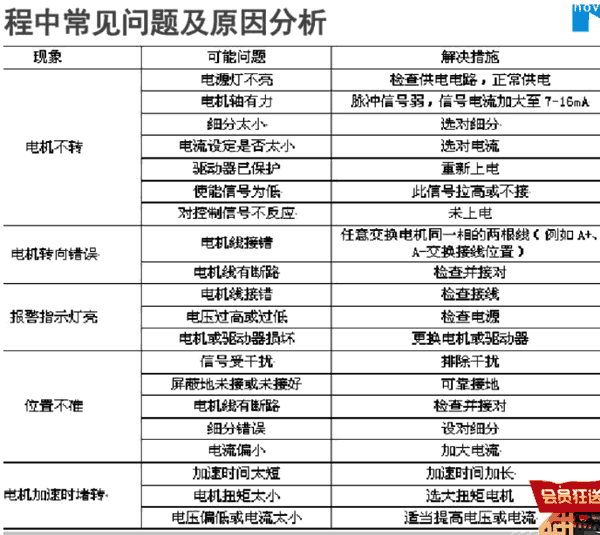 程中常见问题及原因分析
nov
现象 可能问题 解决措施
电机不转
电源灯不亮 检查供电电路，正常供电
电机轴有力 脉冲信号弱，信号电流加大至7-16mA
细分太小 选对细分
电流设定是否太小 选对电流
驱动器已保护 重新上电
使能信号为低 此信号拉高或不接
对控制信号不反应 未上电
电机转向错误
电机线接错 任意交换电机同一相的两根线（例如A+、
A-交换接线位置）
电机线有断路 检查并接对
报警指示灯亮
电机线接错 检查接线
电压过高或过低 检查电源
电机或驱动器损坏 更换电机或驱动器
位置不准
信号受干扰 排除干扰
屏蔽地未接或未接好 可靠接地
电机线有断路 检查并接对
细分错误 设对细分
电流偏小 加大电流
电机加速时堵转
加速时间太短 加速时间加长
电机扭矩太小 选大扭矩电机
电压偏低或电流太小 适当提高电压或电流
会员狂送